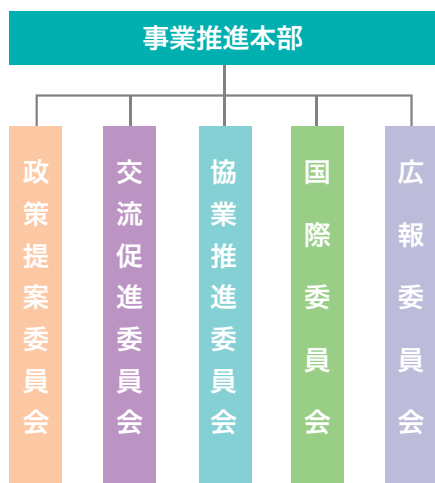 事業推進本部
政策提案委員会
交流促進委員会
協業推進委員会
国際委員会
広報委員会